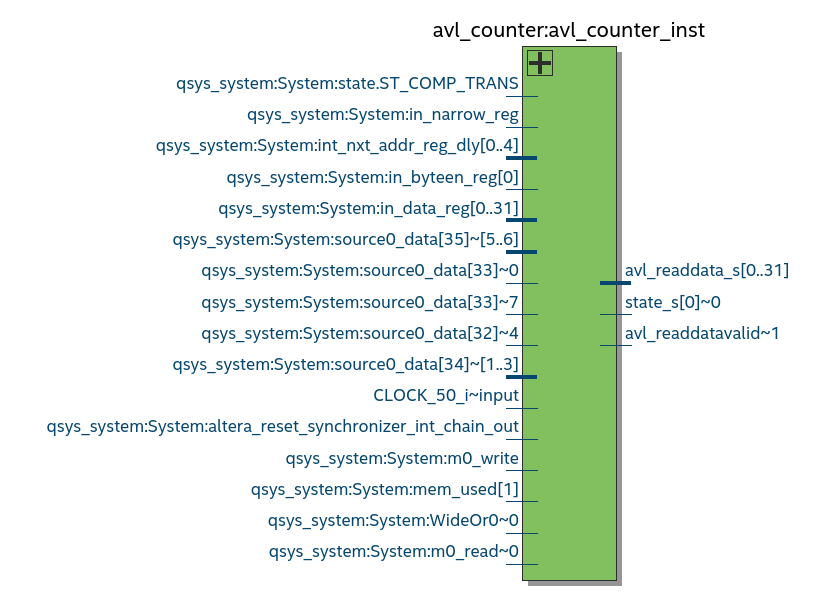 avl_counter:avl_counter_inst
qsys_system:System:state.ST_COMP_TRANS
qsys_system:System:in_narrow_reg
qsys_system:System:int_nxt_addr_reg_dly[0..4]
qsys_system:System:in_byteen_reg[0]
qsys_system:System:in_data_reg[0..31]
qsys_system:System:source0_data[35]~[5..6]
qsys_system:System:source0_data[33]~0
avl_readdata_s[0..31]
qsys_system:System:source0_data[33]~7
state_s[0]~0
qsys_system:System:source0_data[32]~4
avl_readdatavalid~1
qsys_system:System:source0_data[34]~[1..3]
CLOCK_50_i~input
qsys_system:System:altera_reset_synchronizer_int_chain_out
qsys_system:System:m0_write
qsys_system:System:mem_used[1]
qsys_system:System:WideOr0~0
qsys_system:System:m0_read~0